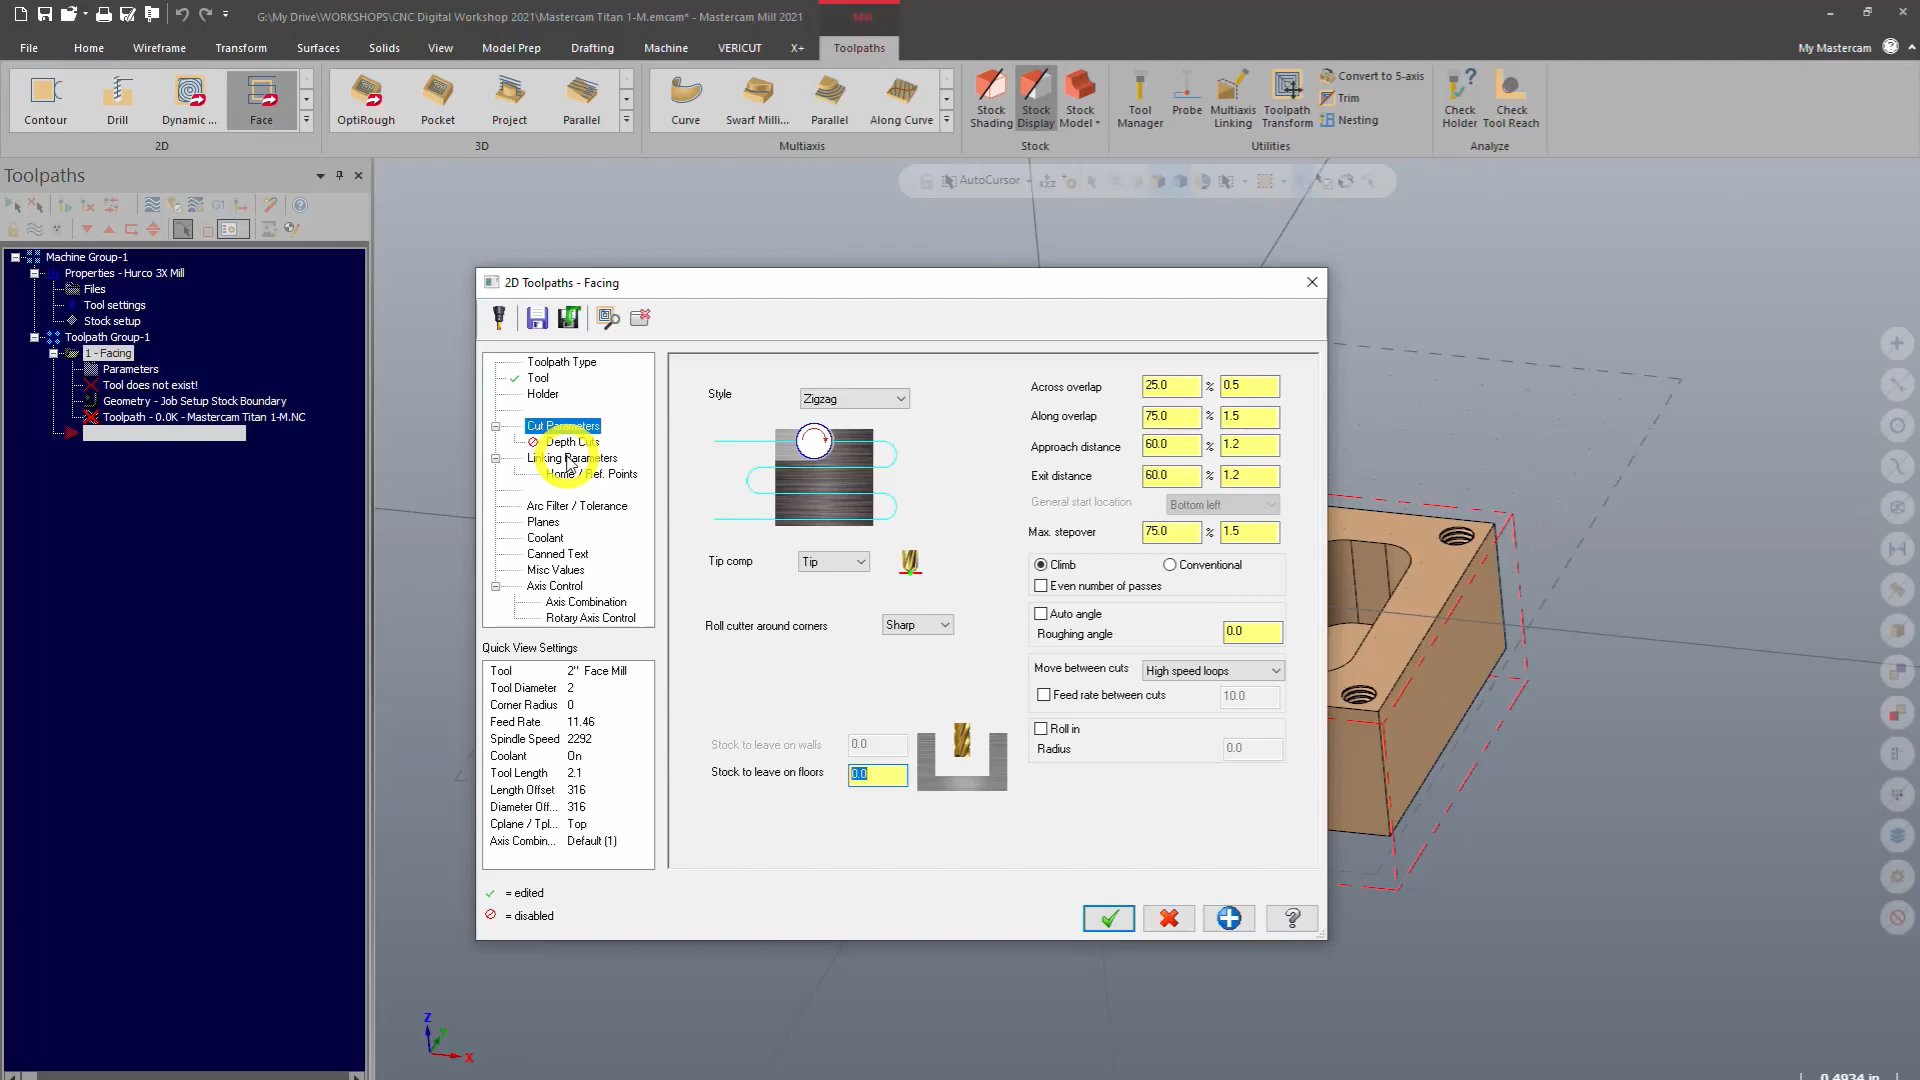 G:\My Drive\WORKSHOPS\CNC Digital Workshop 2021\Mastercam Titan 1-M.emcam* - Mastercam Mill 2021
Mill
File Home Wireframe Transform Surfaces Solids View Model Prep Drafting Machine VERICUT X+ Toolpaths My Mastercam
Contour Drill Dynamic ... Face OptiRough Pocket Project Parallel Curve Swarf Milli... Parallel Along Curve
Stock Shading Stock Display Stock Model Tool Manager Probe Multiaxis Linking Toolpath Transform
Convert to 5-axis
Trim
Nesting
Check Holder Check Tool Reach
2D 3D Multiaxis Stock Utilities Analyze
Toolpaths
AutoCursor
G1
Machine Group-1
Properties - Hurco 3X Mill
Files
Tool settings
Stock setup
Toolpath Group-1
1 - Facing
Parameters
Tool does not exist!
Geometry - Job Setup Stock Boundary
Toolpath - 0.0K - Mastercam Titan 1-M.NC
2D Toolpaths - Facing
Toolpath Type
Tool
Holder
Cut Parameters
Depth Cuts
Linking Parameters
Home / Ref. Points
Arc Filter / Tolerance
Planes
Coolant
Canned Text
Misc Values
Axis Control
Axis Combination
Rotary Axis Control
Quick View Settings
Tool 2'' Face Mill
Tool Diameter 2
Corner Radius 0
Feed Rate 11.46
Spindle Speed 2292
Coolant On
Tool Length 2.1
Length Offset 316
Diameter Off... 316
Cplane / Tpl... Top
Axis Combin... Default (1)
= edited
= disabled
Style Zigzag
Tip comp Tip
Roll cutter around corners Sharp
Stock to leave on walls 0.0
Stock to leave on floors 0.0
Across overlap 25.0 % 0.5
Along overlap 75.0 % 1.5
Approach distance 60.0 % 1.2
Exit distance 60.0 % 1.2
General start location Bottom left
Max. stepover 75.0 % 1.5
Climb Conventional
Even number of passes
Auto angle
Roughing angle 0.0
Move between cuts High speed loops
Feed rate between cuts 10.0
Roll in
Radius 0.0
Z
Y
X
0.4934 in